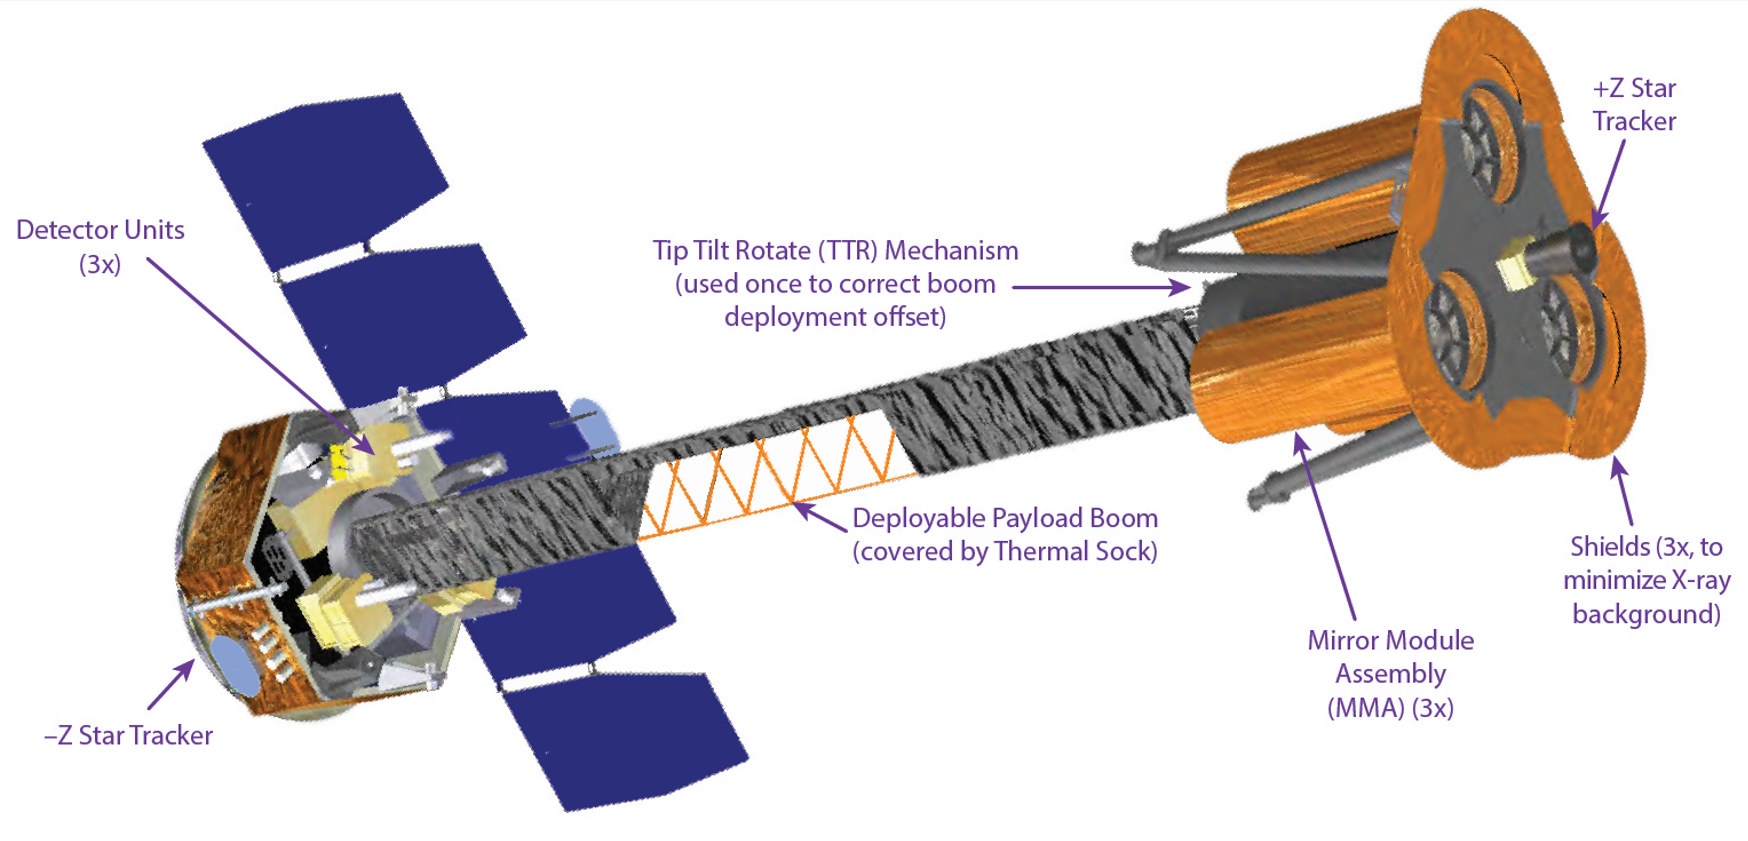 +Z Star
Tracker
Detector Units
(3x)
Tip Tilt Rotate (TTR) Mechanism
(used once to correct boom
deployment offset)
Deployable Payload Boom
(covered by Thermal Sock)
Shields (3x, to
minimize X-ray
background)
Mirror Module
Assembly
(MMA) (3x)
–Z Star Tracker